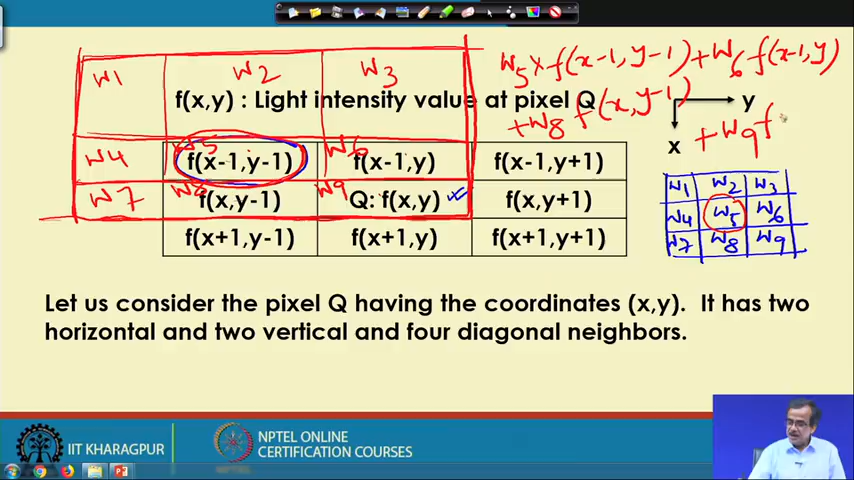 W1 W2 W3
W5 x f(x-1, y-1) + W6 f(x-1, y)
f(x,y) : Light intensity value at pixel Q
+ W8 f(x, y-1)
y
x
+ W9 f
W4 W5 W6
f(x-1,y-1) f(x-1,y) f(x-1,y+1)
W7 W8 W9
f(x,y-1) Q: f(x,y) f(x,y+1)
f(x+1,y-1) f(x+1,y) f(x+1,y+1)
W1 W2 W3
W4 W5 W6
W7 W8 W9
Let us consider the pixel Q having the coordinates (x,y). It has two
horizontal and two vertical and four diagonal neighbors.
IIT KHARAGPUR
NPTEL ONLINE
CERTIFICATION COURSES